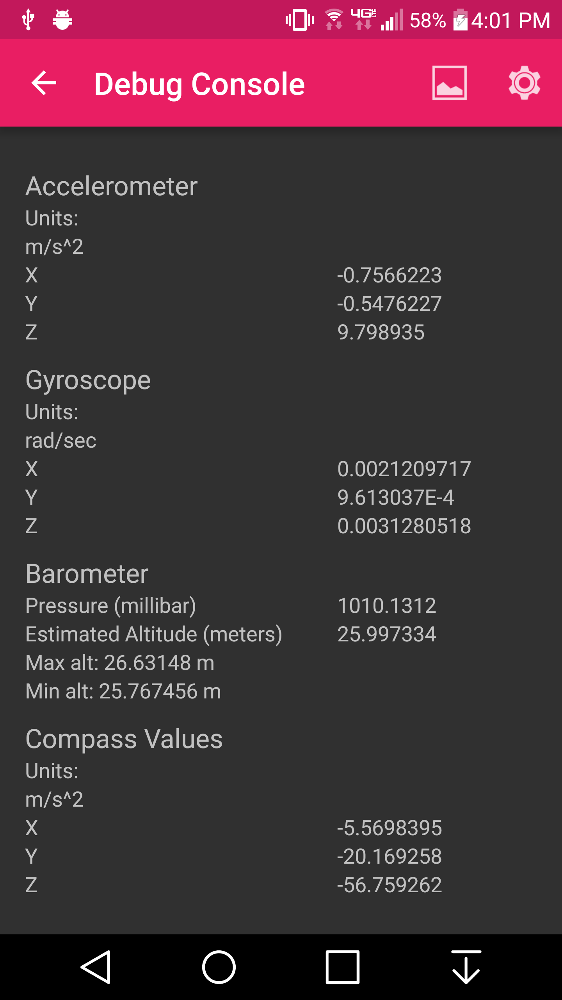 4G LTE 58% 4:01 PM
Debug Console
Accelerometer
Units:
m/s^2
X -0.7566223
Y -0.5476227
Z 9.798935
Gyroscope
Units:
rad/sec
X 0.0021209717
Y 9.613037E-4
Z 0.0031280518
Barometer
Pressure (millibar) 1010.1312
Estimated Altitude (meters) 25.997334
Max alt: 26.63148 m
Min alt: 25.767456 m
Compass Values
Units:
m/s^2
X -5.5698395
Y -20.169258
Z -56.759262